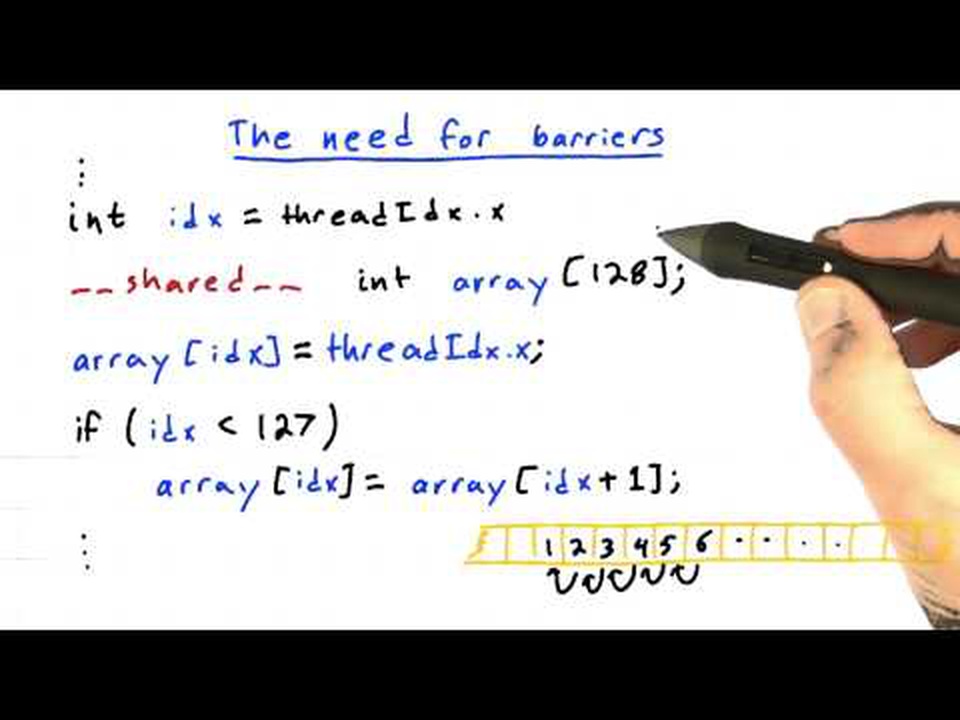 The need for barriers
⋮
int idx = threadIdx.x
__shared__ int array[128];
array[idx] = threadIdx.x;
if (idx < 127)
array[idx] = array[idx+1];
⋮
1 2 3 4 5 6 . . . .